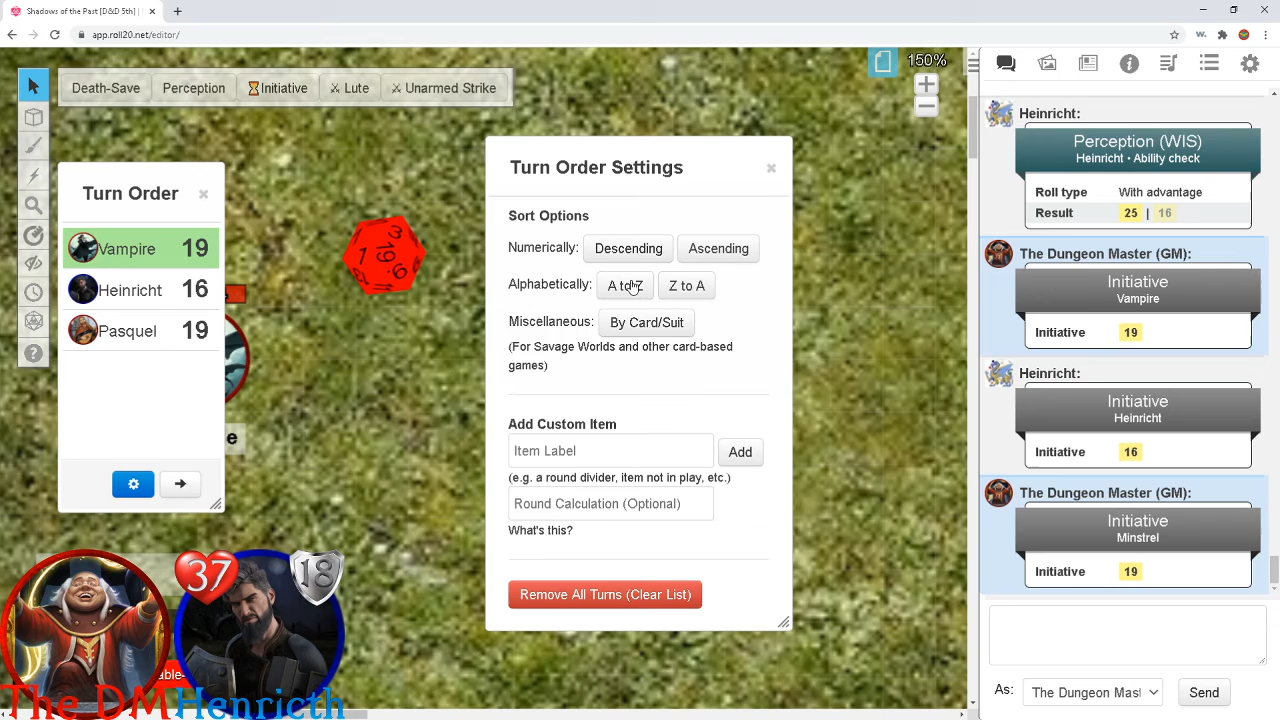 Shadows of the Past [D&D 5th] |
app.roll20.net/editor/
150%
Death-Save Perception Initiative Lute Unarmed Strike
Turn Order
Vampire 19
Heinricht 16
Pasquel 19
e
Turn Order Settings
Sort Options
Numerically: Descending Ascending
Alphabetically: A to Z Z to A
Miscellaneous: By Card/Suit
(For Savage Worlds and other card-based
games)
Add Custom Item
Item Label Add
(e.g. a round divider, item not in play, etc.)
Round Calculation (Optional)
What's this?
Remove All Turns (Clear List)
3
19
1
9
37
18
able-
The DM Henricth
Heinricht:
Perception (WIS)
Heinricht • Ability check
Roll type With advantage
Result 25 | 16
The Dungeon Master (GM):
Initiative
Vampire
Initiative 19
Heinricht:
Initiative
Heinricht
Initiative 16
The Dungeon Master (GM):
Initiative
Minstrel
Initiative 19
As: The Dungeon Mast Send